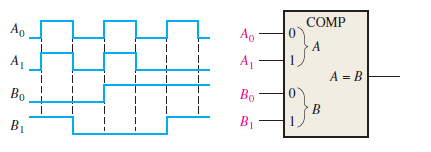 A₀
A₁
B₀
B₁
COMP
A₀ 0
A
A₁ 1
A = B
B₀ 0
B
B₁ 1